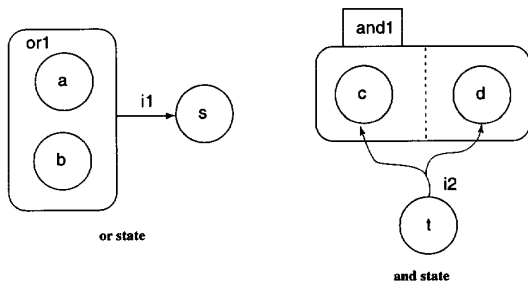 or1
a
b
i1
s
or state
and1
c
d
i2
t
and state